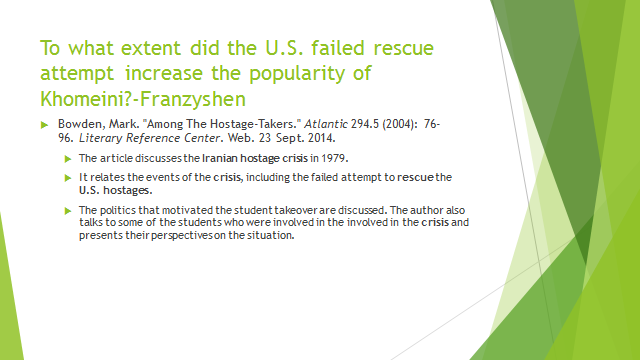 To what extent did the U.S. failed rescue
attempt increase the popularity of
Khomeini?-Franzyshen
Bowden, Mark. "Among The Hostage-Takers." Atlantic 294.5 (2004): 76-
96. Literary Reference Center. Web. 23 Sept. 2014.
The article discusses the Iranian hostage crisis in 1979.
It relates the events of the crisis, including the failed attempt to rescue the
U.S. hostages.
The politics that motivated the student takeover are discussed. The author also
talks to some of the students who were involved in the involved in the crisis and
presents their perspectives on the situation.